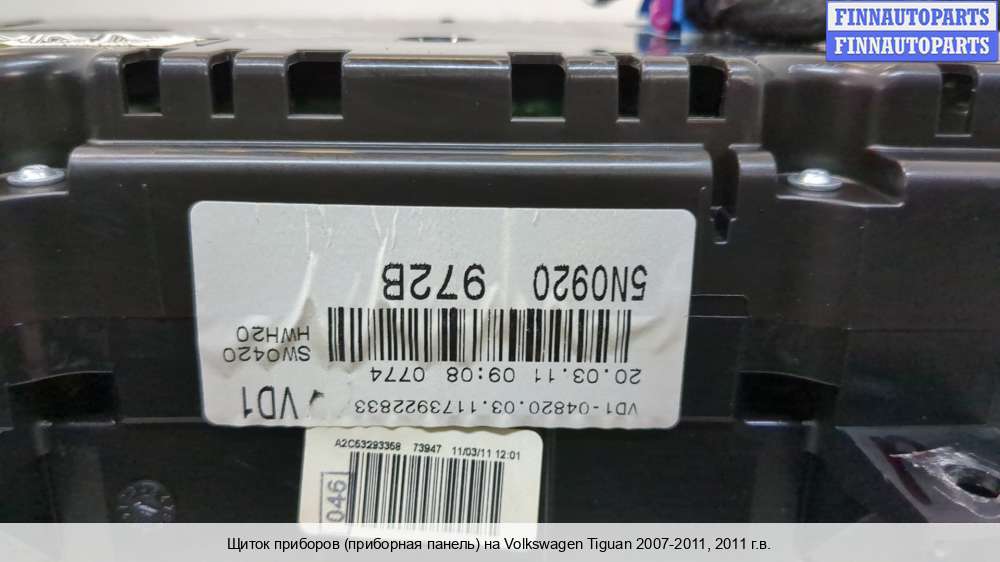 FINNAUTOPARTS
FINNAUTOPARTS
5N0920 972B
SW0420
HWH20
20.03.11 09:08 0774
VD1-04820.03.1173922833
VD1
A2C53293358 73947 11/03/11 12:01
046
Щиток приборов (приборная панель) на Volkswagen Tiguan 2007-2011, 2011 г.в.